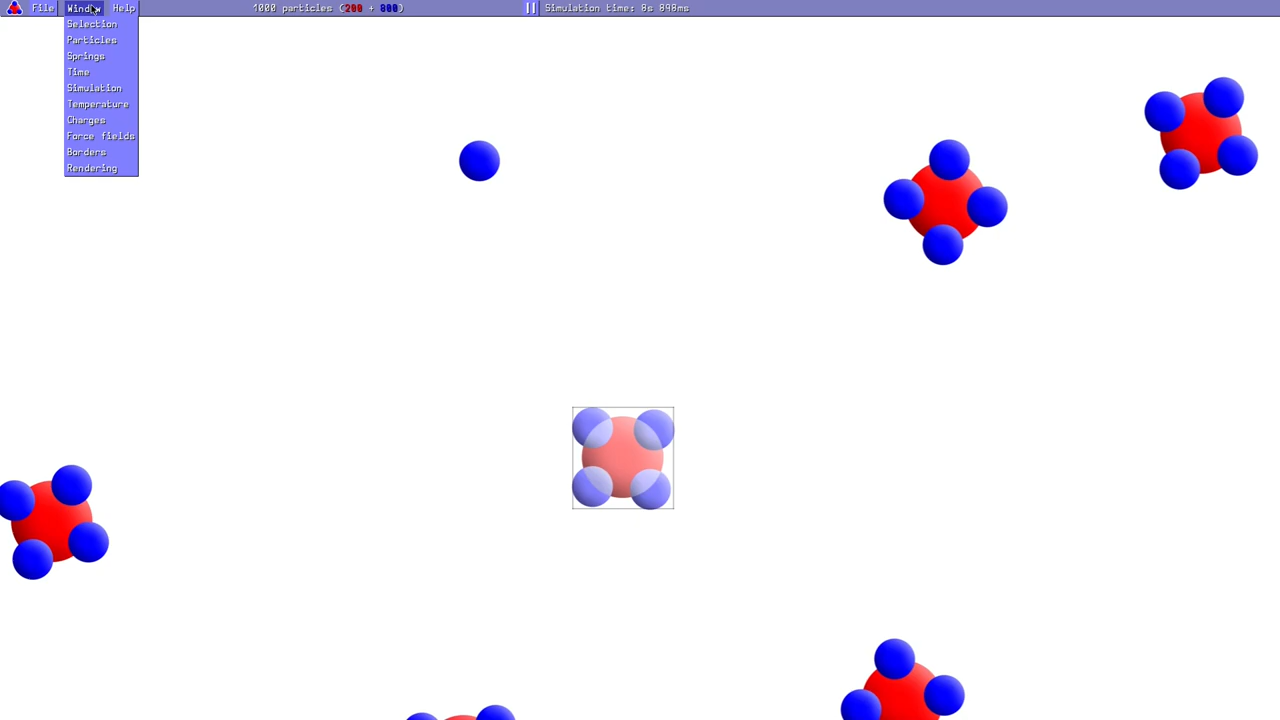 File Window Help 1000 particles (200 + 800) Simulation time: 8s 898ms
Selection
Particles
Springs
Time
Simulation
Temperature
Charges
Force fields
Borders
Rendering